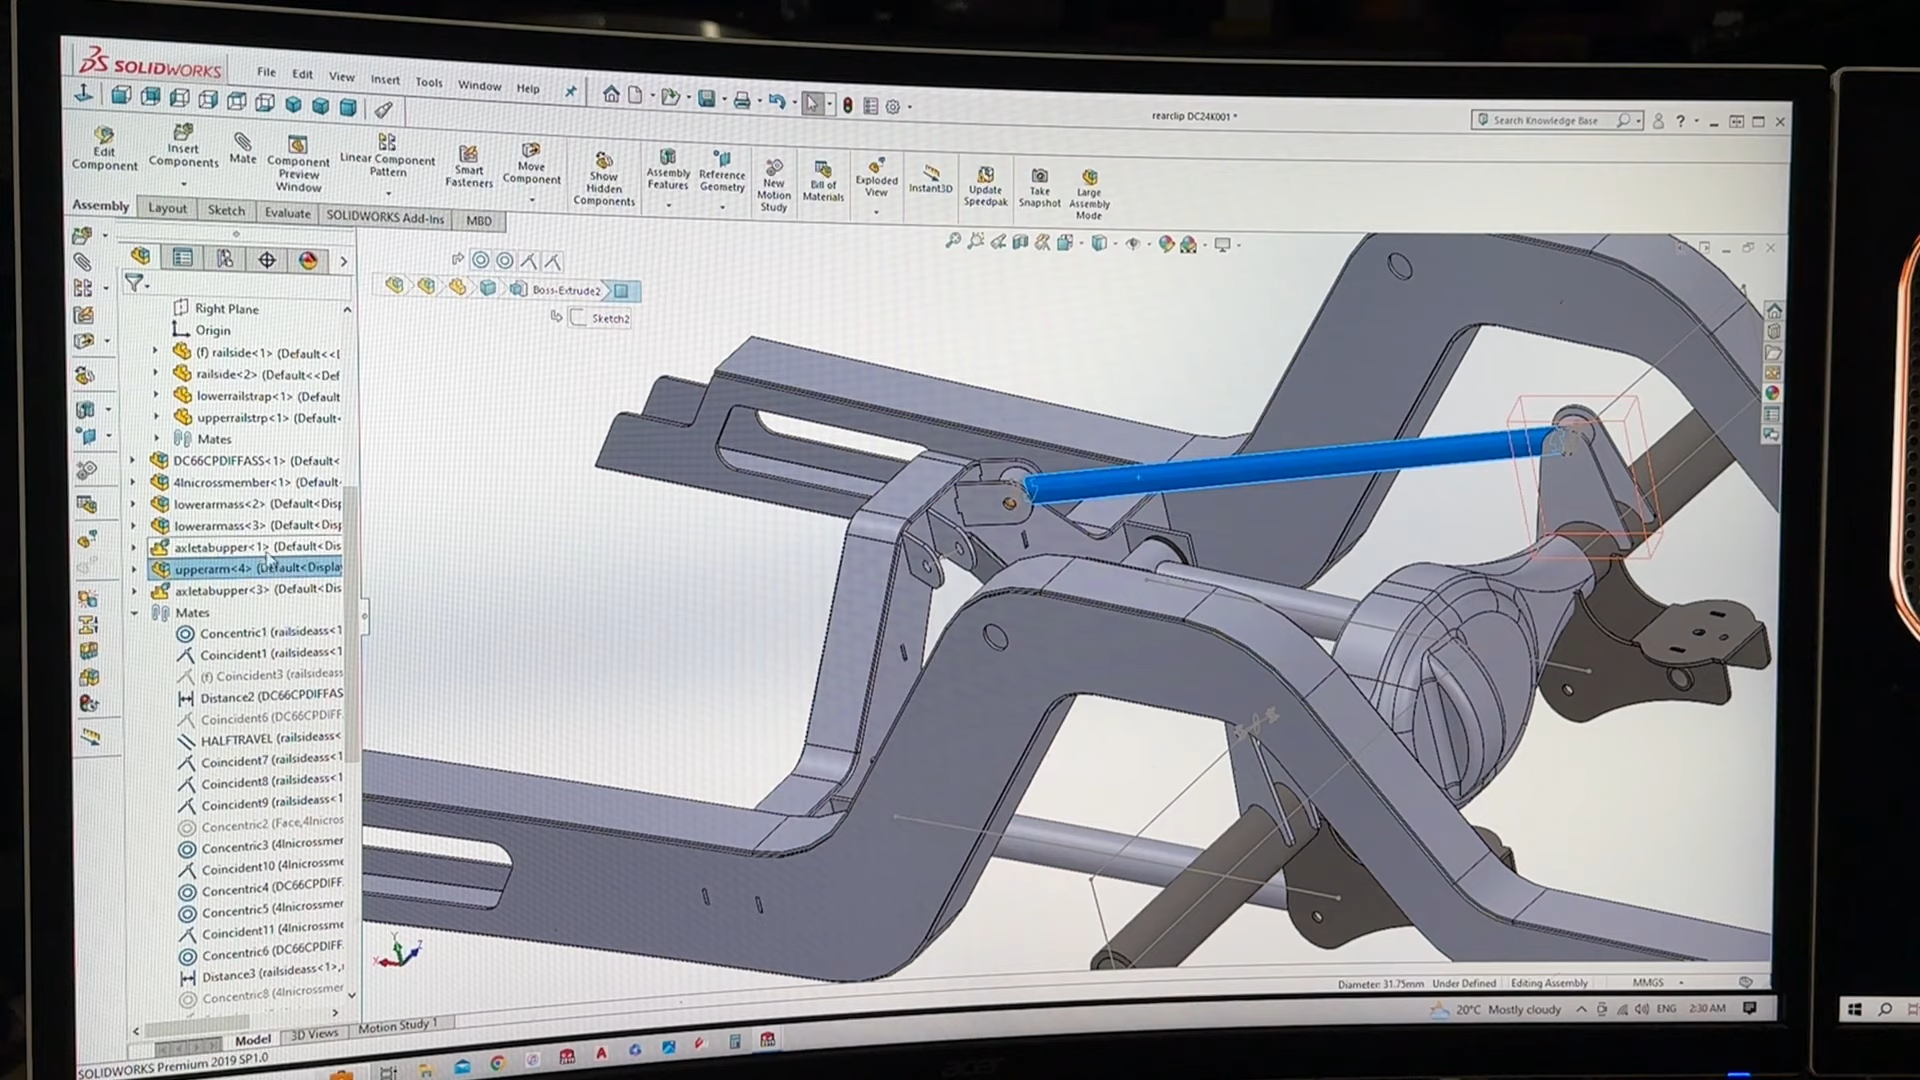 SOLIDWORKS
File Edit View Insert Tools Window Help
rearclip DC24K001 *
Search Knowledge Base
Edit Component
Insert Components
Mate
Component Preview Window
Linear Component Pattern
Smart Fasteners
Move Component
Show Hidden Components
Assembly Features
Reference Geometry
New Motion Study
Bill of Materials
Exploded View
Instant3D
Update Speedpak
Take Snapshot
Large Assembly Mode
Assembly Layout Sketch Evaluate SOLIDWORKS Add-Ins MBD
Boss-Extrude2
Sketch2
Right Plane
Origin
(f) railside<1> (Default<<
railside<2> (Default<<Def
lowerrailstrap<1> (Default
upperrailstrp<1> (Default<
Mates
DC66CPDIFFASS<1> (Default<
4lnicrossmember<1> (Default<
lowerarmass<2> (Default<Disp
lowerarmass<3> (Default<Disp
axletabupper<1> (Default<Dis
upperarm<4> (Default<Display
axletabupper<3> (Default<Dis
Mates
Concentric1 (railsideass<1
Coincident1 (railsideass<1
(f) Coincident3 (railsideass
Distance2 (DC66CPDIFFAS
Coincident6 (DC66CPDIFF
HALFTRAVEL (railsideass<
Coincident7 (railsideass<1
Coincident8 (railsideass<1
Coincident9 (railsideass<1
Concentric2 (Face,4lnicros
Concentric3 (4lnicrossmer
Coincident10 (4lnicrossme
Concentric4 (DC66CPDIFF
Concentric5 (4lnicrossmer
Coincident11 (4lnicrossme
Concentric6 (DC66CPDIFF
Distance3 (railsideass<1>,
Concentric8 (4lnicrossmer
Model 3D Views Motion Study 1
SOLIDWORKS Premium 2019 SP1.0
Diameter: 31.75mm Under Defined Editing Assembly MMGS
20°C Mostly cloudy ENG 2:30 AM
acer